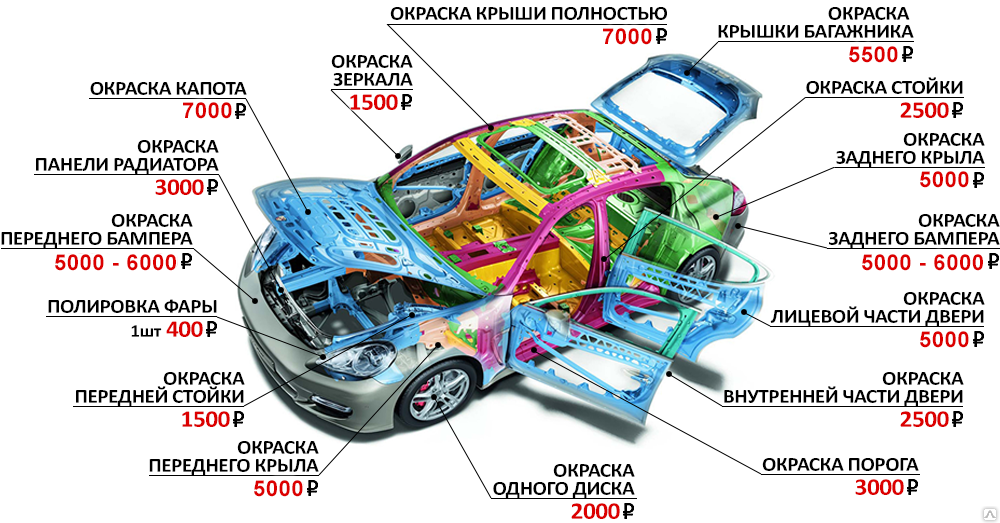 ОКРАСКА КРЫШИ ПОЛНОСТЬЮ
7000 ₽
ОКРАСКА
КРЫШКИ БАГАЖНИКА
5500 ₽
ОКРАСКА
ЗЕРКАЛА
1500 ₽
ОКРАСКА СТОЙКИ
2500 ₽
ОКРАСКА КАПОТА
7000 ₽
ОКРАСКА
ПАНЕЛИ РАДИАТОРА
3000 ₽
ОКРАСКА
ЗАДНЕГО КРЫЛА
5000 ₽
ОКРАСКА
ПЕРЕДНЕГО БАМПЕРА
5000 - 6000 ₽
ОКРАСКА
ЗАДНЕГО БАМПЕРА
5000 - 6000 ₽
ПОЛИРОВКА ФАРЫ
1шт 400 ₽
ОКРАСКА
ЛИЦЕВОЙ ЧАСТИ ДВЕРИ
5000 ₽
ОКРАСКА
ПЕРЕДНЕЙ СТОЙКИ
1500 ₽
ОКРАСКА
ВНУТРЕННЕЙ ЧАСТИ ДВЕРИ
2500 ₽
ОКРАСКА
ПЕРЕДНЕГО КРЫЛА
5000 ₽
ОКРАСКА
ОДНОГО ДИСКА
2000 ₽
ОКРАСКА ПОРОГА
3000 ₽